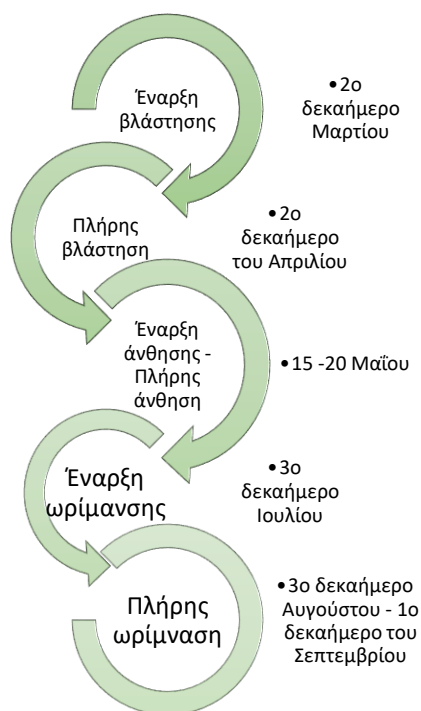 Έναρξη
βλάστησης
•2ο
δεκαήμερο
Μαρτίου
Πλήρης
βλάστηση
•2ο
δεκαήμερο
του Απριλίου
Έναρξη
άνθησης -
Πλήρης
άνθηση
•15 -20 Μαΐου
Έναρξη
ωρίμανσης
•3ο
δεκαήμερο
Ιουλίου
Πλήρης
ωρίμναση
•3ο δεκαήμερο
Αυγούστου - 1ο
δεκαήμερο του
Σεπτεμβρίου